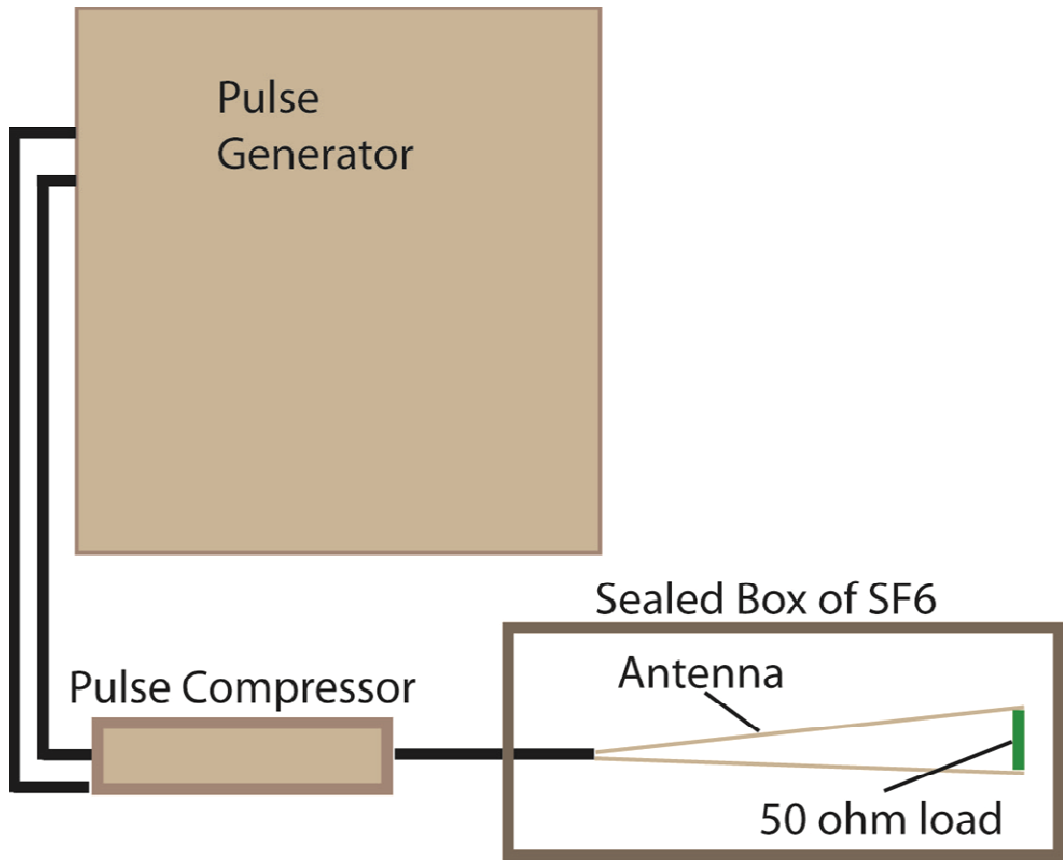 Pulse
Generator
Sealed Box of SF6
Antenna
Pulse Compressor
50 ohm load